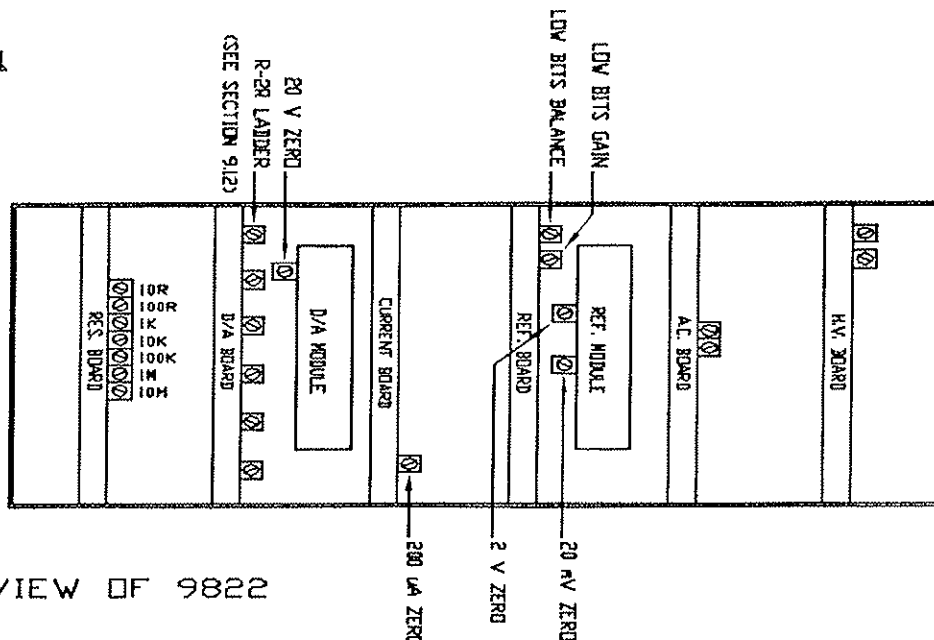 LOW BITS GAIN
LOW BITS BALANCE
20 V ZERO
R-2R LADDER
(SEE SECTION 9.12)
H.V. BOARD
A.C. BOARD
REF. MODULE
REF. BOARD
CURRENT BOARD
D/A MODULE
D/A BOARD
RES. BOARD
10R
100R
1K
10K
100K
1M
10M
20 mV ZERO
2 V ZERO
200 uA ZERO
VIEW OF 9822